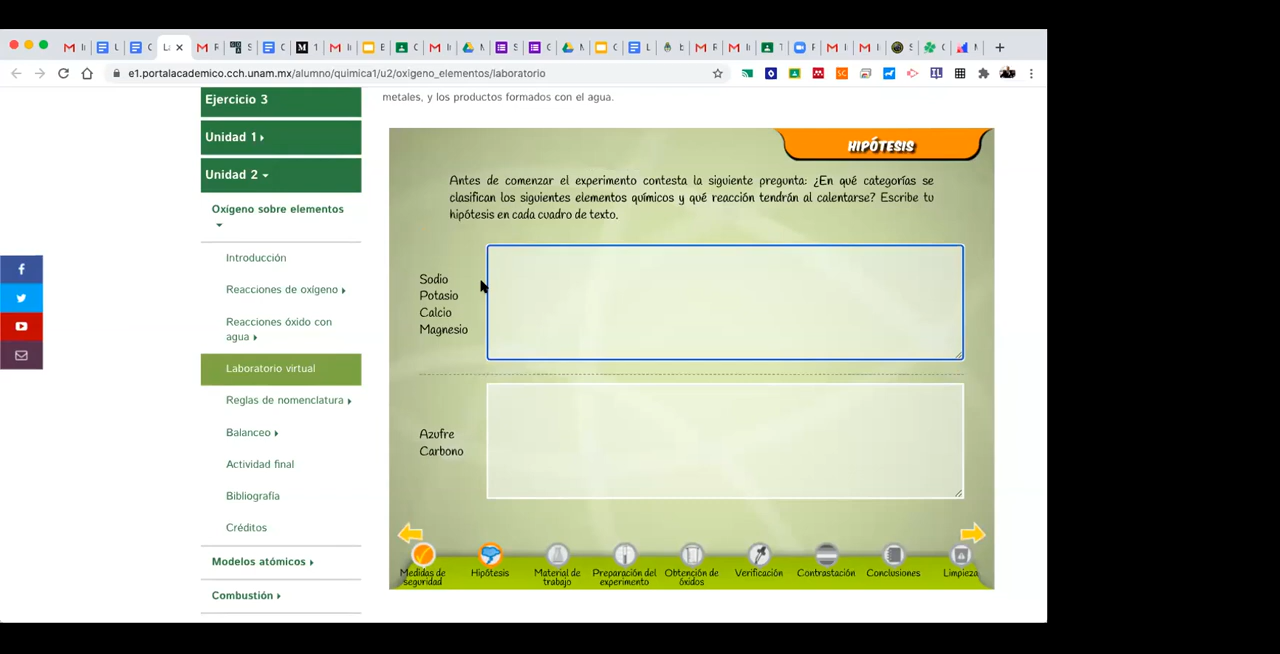 e1.portalacademico.cch.unam.mx/alumno/quimica1/u2/oxigeno_elementos/laboratorio
Ejercicio 3
Unidad 1
Unidad 2
Oxígeno sobre elementos
Introducción
Reacciones de oxígeno
Reacciones óxido con
agua
Laboratorio virtual
Reglas de nomenclatura
Balanceo
Actividad final
Bibliografía
Créditos
Modelos atómicos
Combustión
metales, y los productos formados con el agua.
HIPÓTESIS
Antes de comenzar el experimento contesta la siguiente pregunta: ¿En qué categorías se
clasifican los siguientes elementos químicos y qué reacción tendrán al calentarse? Escribe tu
hipótesis en cada cuadro de texto.
Sodio
Potasio
Calcio
Magnesio
Azufre
Carbono
Medidas de
seguridad
Hipótesis
Material de
trabajo
Preparación del
experimento
Obtención de
óxidos
Verificación
Contrastación
Conclusiones
Limpieza